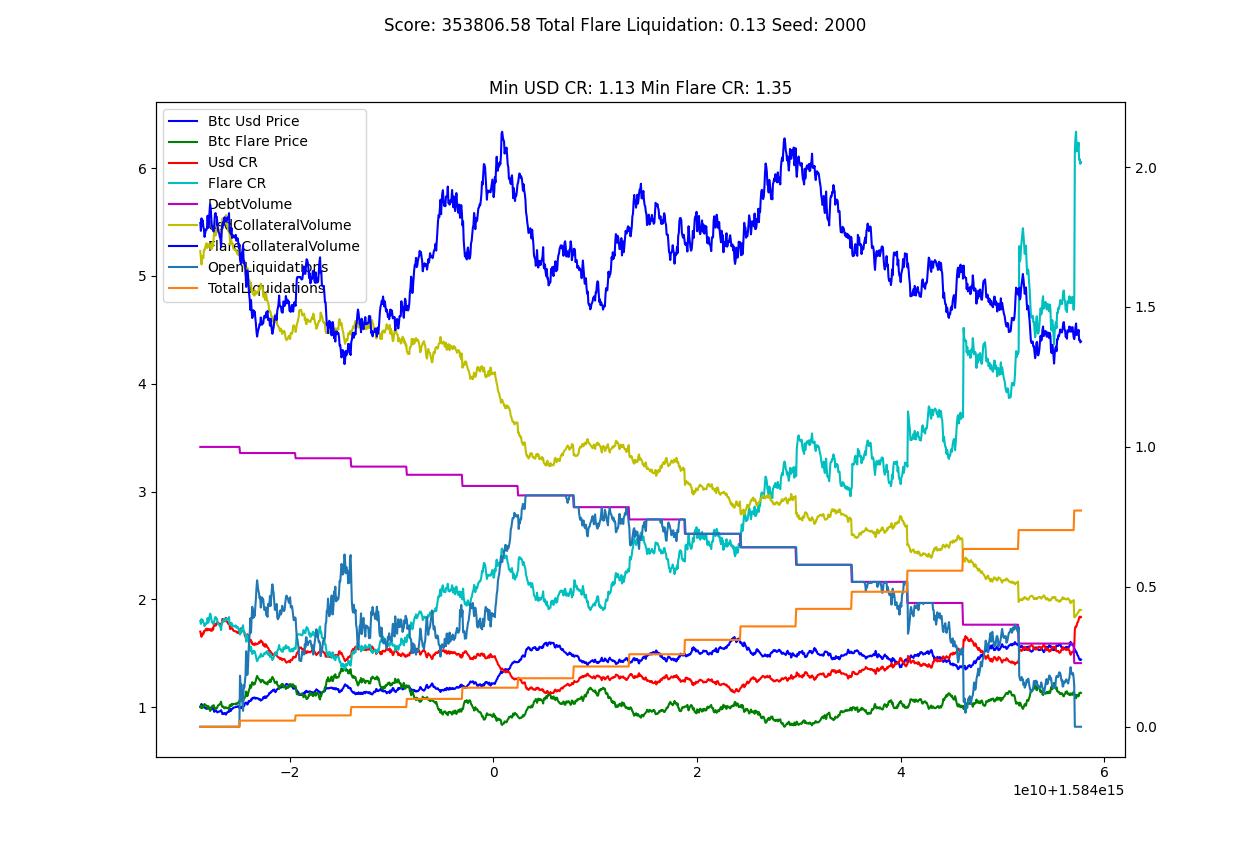 Score: 353806.58 Total Flare Liquidation: 0.13 Seed: 2000
Min USD CR: 1.13 Min Flare CR: 1.35
Btc Usd Price
Btc Flare Price
Usd CR
Flare CR
DebtVolume
UsdCollateralVolume
FlareCollateralVolume
OpenLiquidations
TotalLiquidations
6
5
4
3
2
1
2.0
1.5
1.0
0.5
0.0
−2
0
2
4
6
1e10+1.584e15